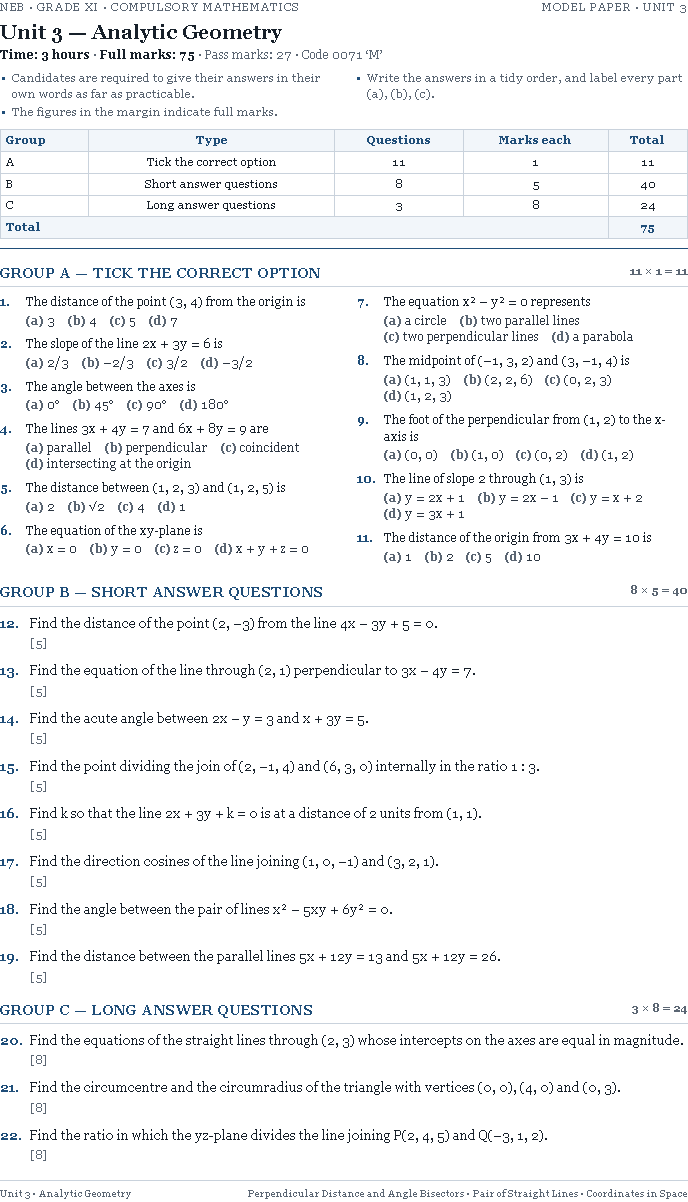 NEB • GRADE XI • COMPULSORY MATHEMATICS
MODEL PAPER • UNIT 3
Unit 3 — Analytic Geometry
Time: 3 hours · Full marks: 75 · Pass marks: 27 · Code 0071 ‘M’
• Candidates are required to give their answers in their
own words as far as practicable.
• The figures in the margin indicate full marks.
• Write the answers in a tidy order, and label every part
(a), (b), (c).
Group Type Questions Marks each Total
A Tick the correct option 11 1 11
B Short answer questions 8 5 40
C Long answer questions 3 8 24
Total 75
GROUP A — TICK THE CORRECT OPTION
11 × 1 = 11
1. The distance of the point (3, 4) from the origin is
(a) 3 (b) 4 (c) 5 (d) 7
2. The slope of the line 2x + 3y = 6 is
(a) 2/3 (b) −2/3 (c) 3/2 (d) −3/2
3. The angle between the axes is
(a) 0° (b) 45° (c) 90° (d) 180°
4. The lines 3x + 4y = 7 and 6x + 8y = 9 are
(a) parallel (b) perpendicular (c) coincident
(d) intersecting at the origin
5. The distance between (1, 2, 3) and (1, 2, 5) is
(a) 2 (b) √2 (c) 4 (d) 1
6. The equation of the xy-plane is
(a) x = 0 (b) y = 0 (c) z = 0 (d) x + y + z = 0
7. The equation x² − y² = 0 represents
(a) a circle (b) two parallel lines
(c) two perpendicular lines (d) a parabola
8. The midpoint of (−1, 3, 2) and (3, −1, 4) is
(a) (1, 1, 3) (b) (2, 2, 6) (c) (0, 2, 3)
(d) (1, 2, 3)
9. The foot of the perpendicular from (1, 2) to the x-
axis is
(a) (0, 0) (b) (1, 0) (c) (0, 2) (d) (1, 2)
10. The line of slope 2 through (1, 3) is
(a) y = 2x + 1 (b) y = 2x − 1 (c) y = x + 2
(d) y = 3x + 1
11. The distance of the origin from 3x + 4y = 10 is
(a) 1 (b) 2 (c) 5 (d) 10
GROUP B — SHORT ANSWER QUESTIONS
8 × 5 = 40
12. Find the distance of the point (2, −3) from the line 4x − 3y + 5 = 0.
[5]
13. Find the equation of the line through (2, 1) perpendicular to 3x − 4y = 7.
[5]
14. Find the acute angle between 2x − y = 3 and x + 3y = 5.
[5]
15. Find the point dividing the join of (2, −1, 4) and (6, 3, 0) internally in the ratio 1 : 3.
[5]
16. Find k so that the line 2x + 3y + k = 0 is at a distance of 2 units from (1, 1).
[5]
17. Find the direction cosines of the line joining (1, 0, −1) and (3, 2, 1).
[5]
18. Find the angle between the pair of lines x² − 5xy + 6y² = 0.
[5]
19. Find the distance between the parallel lines 5x + 12y = 13 and 5x + 12y = 26.
[5]
GROUP C — LONG ANSWER QUESTIONS
3 × 8 = 24
20. Find the equations of the straight lines through (2, 3) whose intercepts on the axes are equal in magnitude.
[8]
21. Find the circumcentre and the circumradius of the triangle with vertices (0, 0), (4, 0) and (0, 3).
[8]
22. Find the ratio in which the yz-plane divides the line joining P(2, 4, 5) and Q(−3, 1, 2).
[8]
Unit 3 • Analytic Geometry
Perpendicular Distance and Angle Bisectors • Pair of Straight Lines • Coordinates in Space